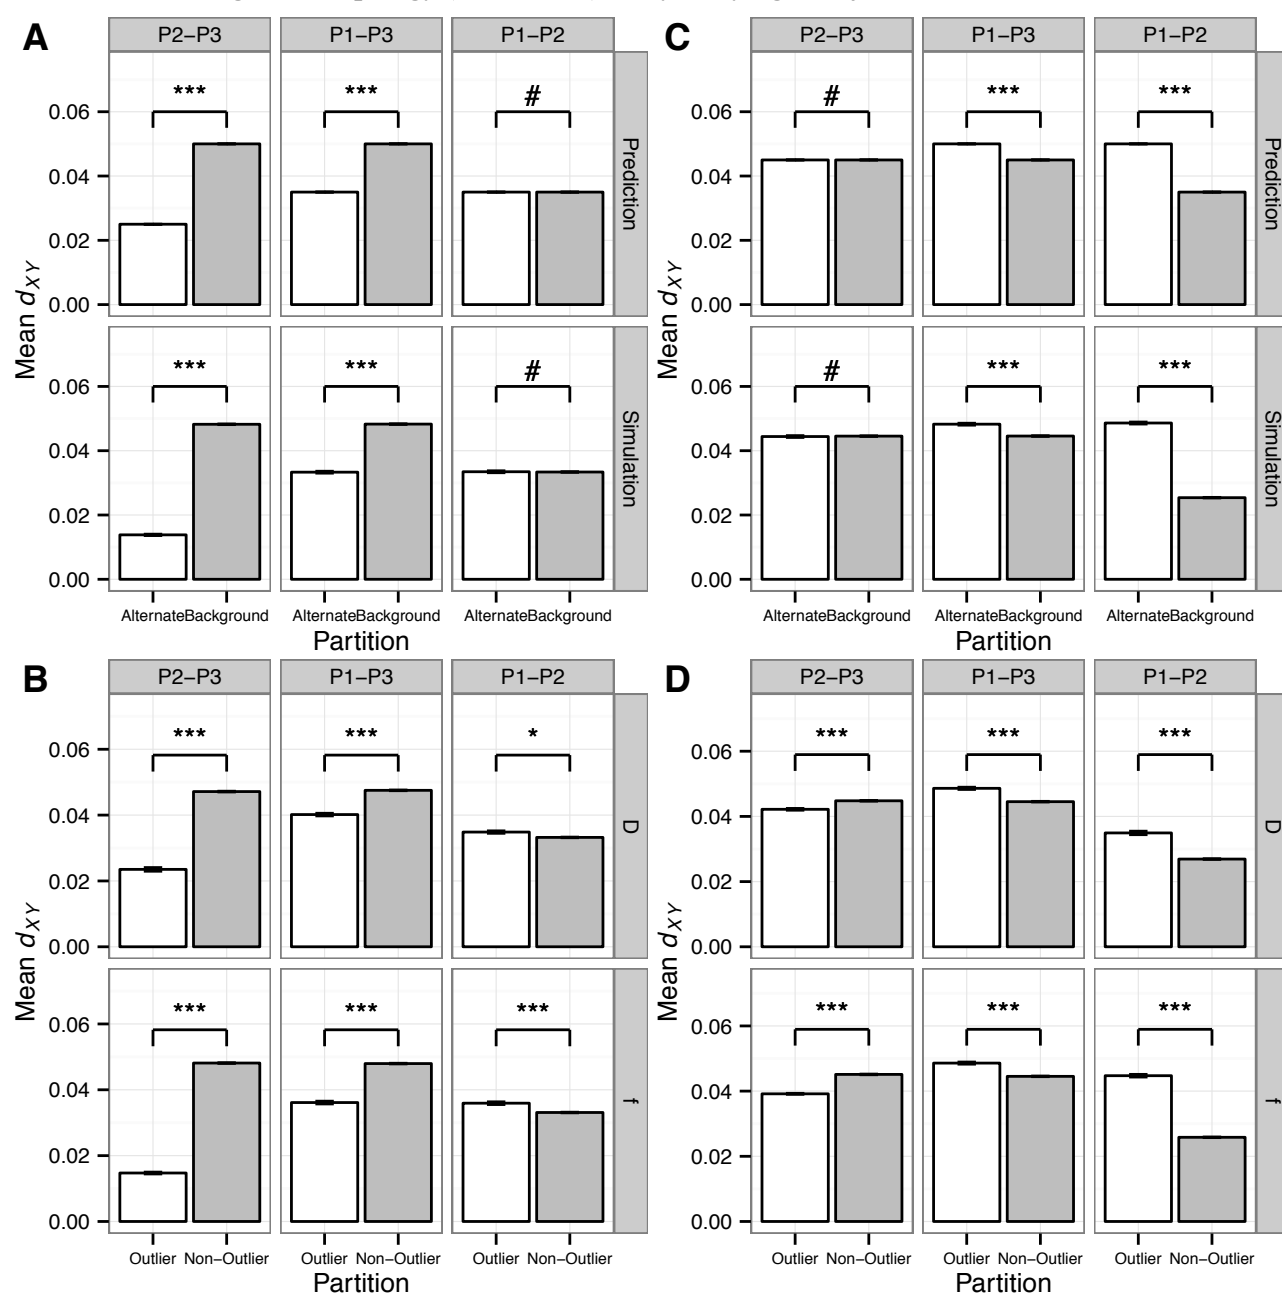 A
P2−P3 P1−P3 P1−P2
*** *** #
0.06
0.04
0.02
0.00
Prediction
*** *** #
0.06
0.04
0.02
0.00
Simulation
Mean dXY
Alternate Background Alternate Background Alternate Background
Partition
C
P2−P3 P1−P3 P1−P2
# *** ***
0.06
0.04
0.02
0.00
Prediction
# *** ***
0.06
0.04
0.02
0.00
Simulation
Mean dXY
Alternate Background Alternate Background Alternate Background
Partition
B
P2−P3 P1−P3 P1−P2
*** *** *
0.06
0.04
0.02
0.00
D
*** *** ***
0.06
0.04
0.02
0.00
f
Mean dXY
Outlier Non−Outlier Outlier Non−Outlier Outlier Non−Outlier
Partition
D
P2−P3 P1−P3 P1−P2
*** *** ***
0.06
0.04
0.02
0.00
D
*** *** ***
0.06
0.04
0.02
0.00
f
Mean dXY
Outlier Non−Outlier Outlier Non−Outlier Outlier Non−Outlier
Partition